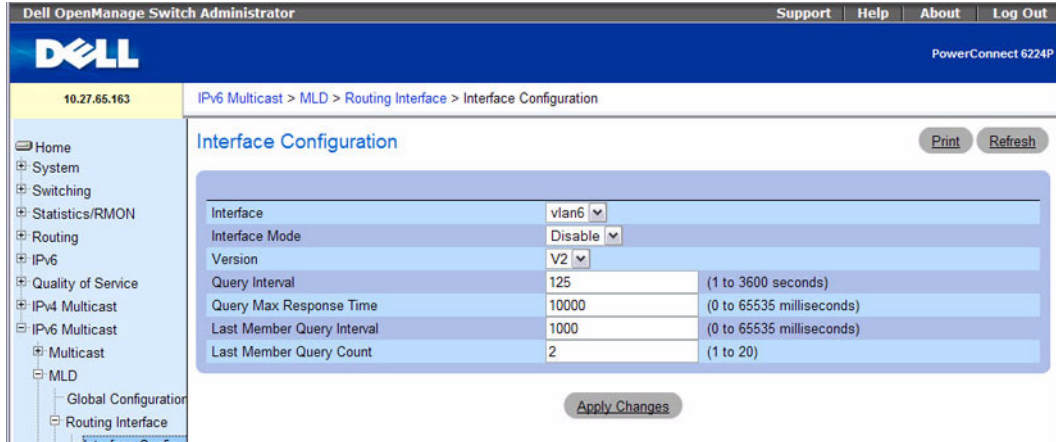 Dell OpenManage Switch Administrator Support Help About Log Out
DELL
PowerConnect 6224P
10.27.65.163
IPv6 Multicast > MLD > Routing Interface > Interface Configuration
Home
System
Switching
Statistics/RMON
Routing
IPv6
Quality of Service
IPv4 Multicast
IPv6 Multicast
Multicast
MLD
Global Configuration
Routing Interface
Interface Configuration
Print Refresh
Interface vlan6
Interface Mode Disable
Version V2
Query Interval 125 (1 to 3600 seconds)
Query Max Response Time 10000 (0 to 65535 milliseconds)
Last Member Query Interval 1000 (0 to 65535 milliseconds)
Last Member Query Count 2 (1 to 20)
Apply Changes